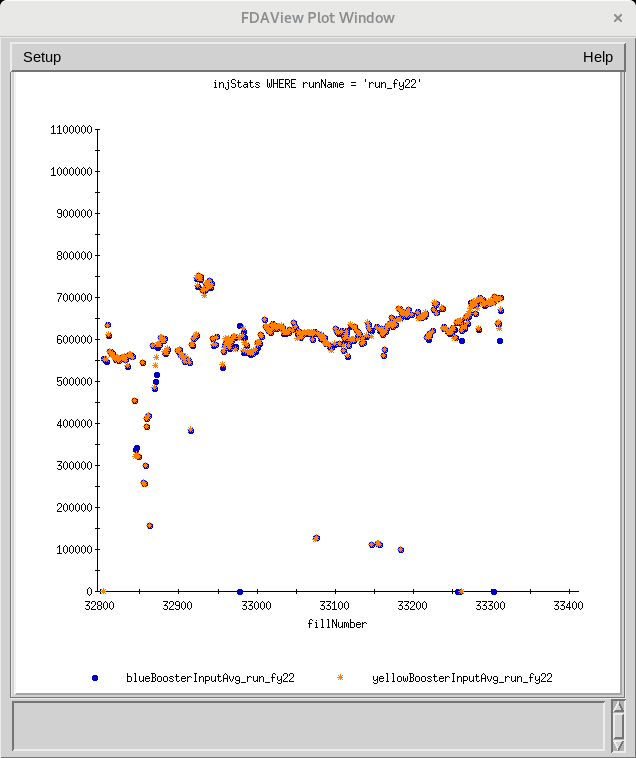 FDAView Plot Window ×
Setup Help
injStats WHERE runName = 'run_fy22'
1100000
1000000
900000
800000
700000
600000
500000
400000
300000
200000
100000
0
32800 32900 33000 33100 33200 33300 33400
fillNumber
blueBoosterInputAvg_run_fy22 yellowBoosterInputAvg_run_fy22